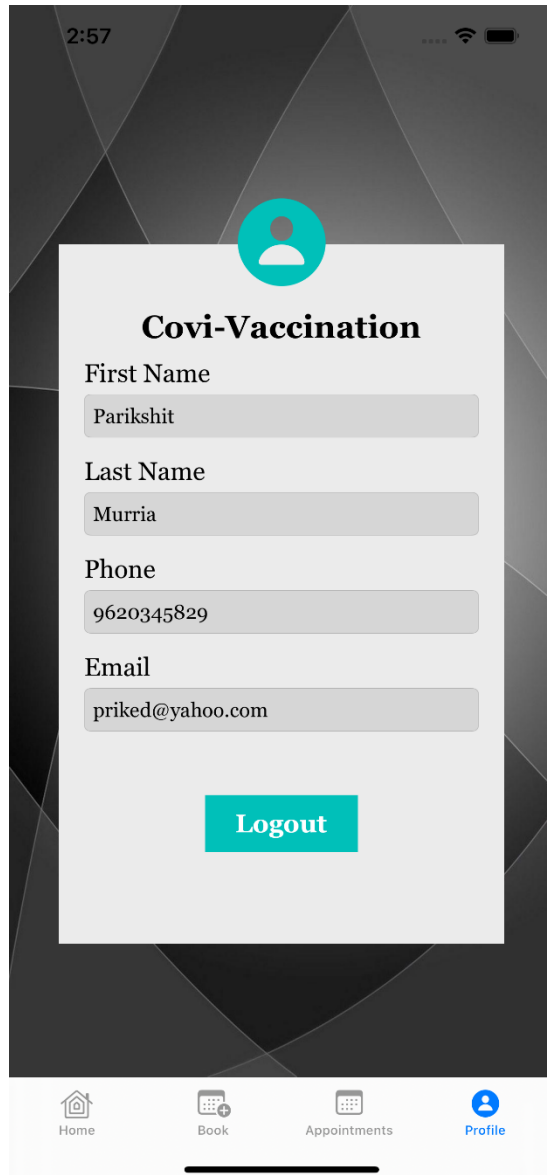 2:57
Covi-Vaccination
First Name
Parikshit
Last Name
Murria
Phone
9620345829
Email
priked@yahoo.com
Logout
Home Book Appointments Profile